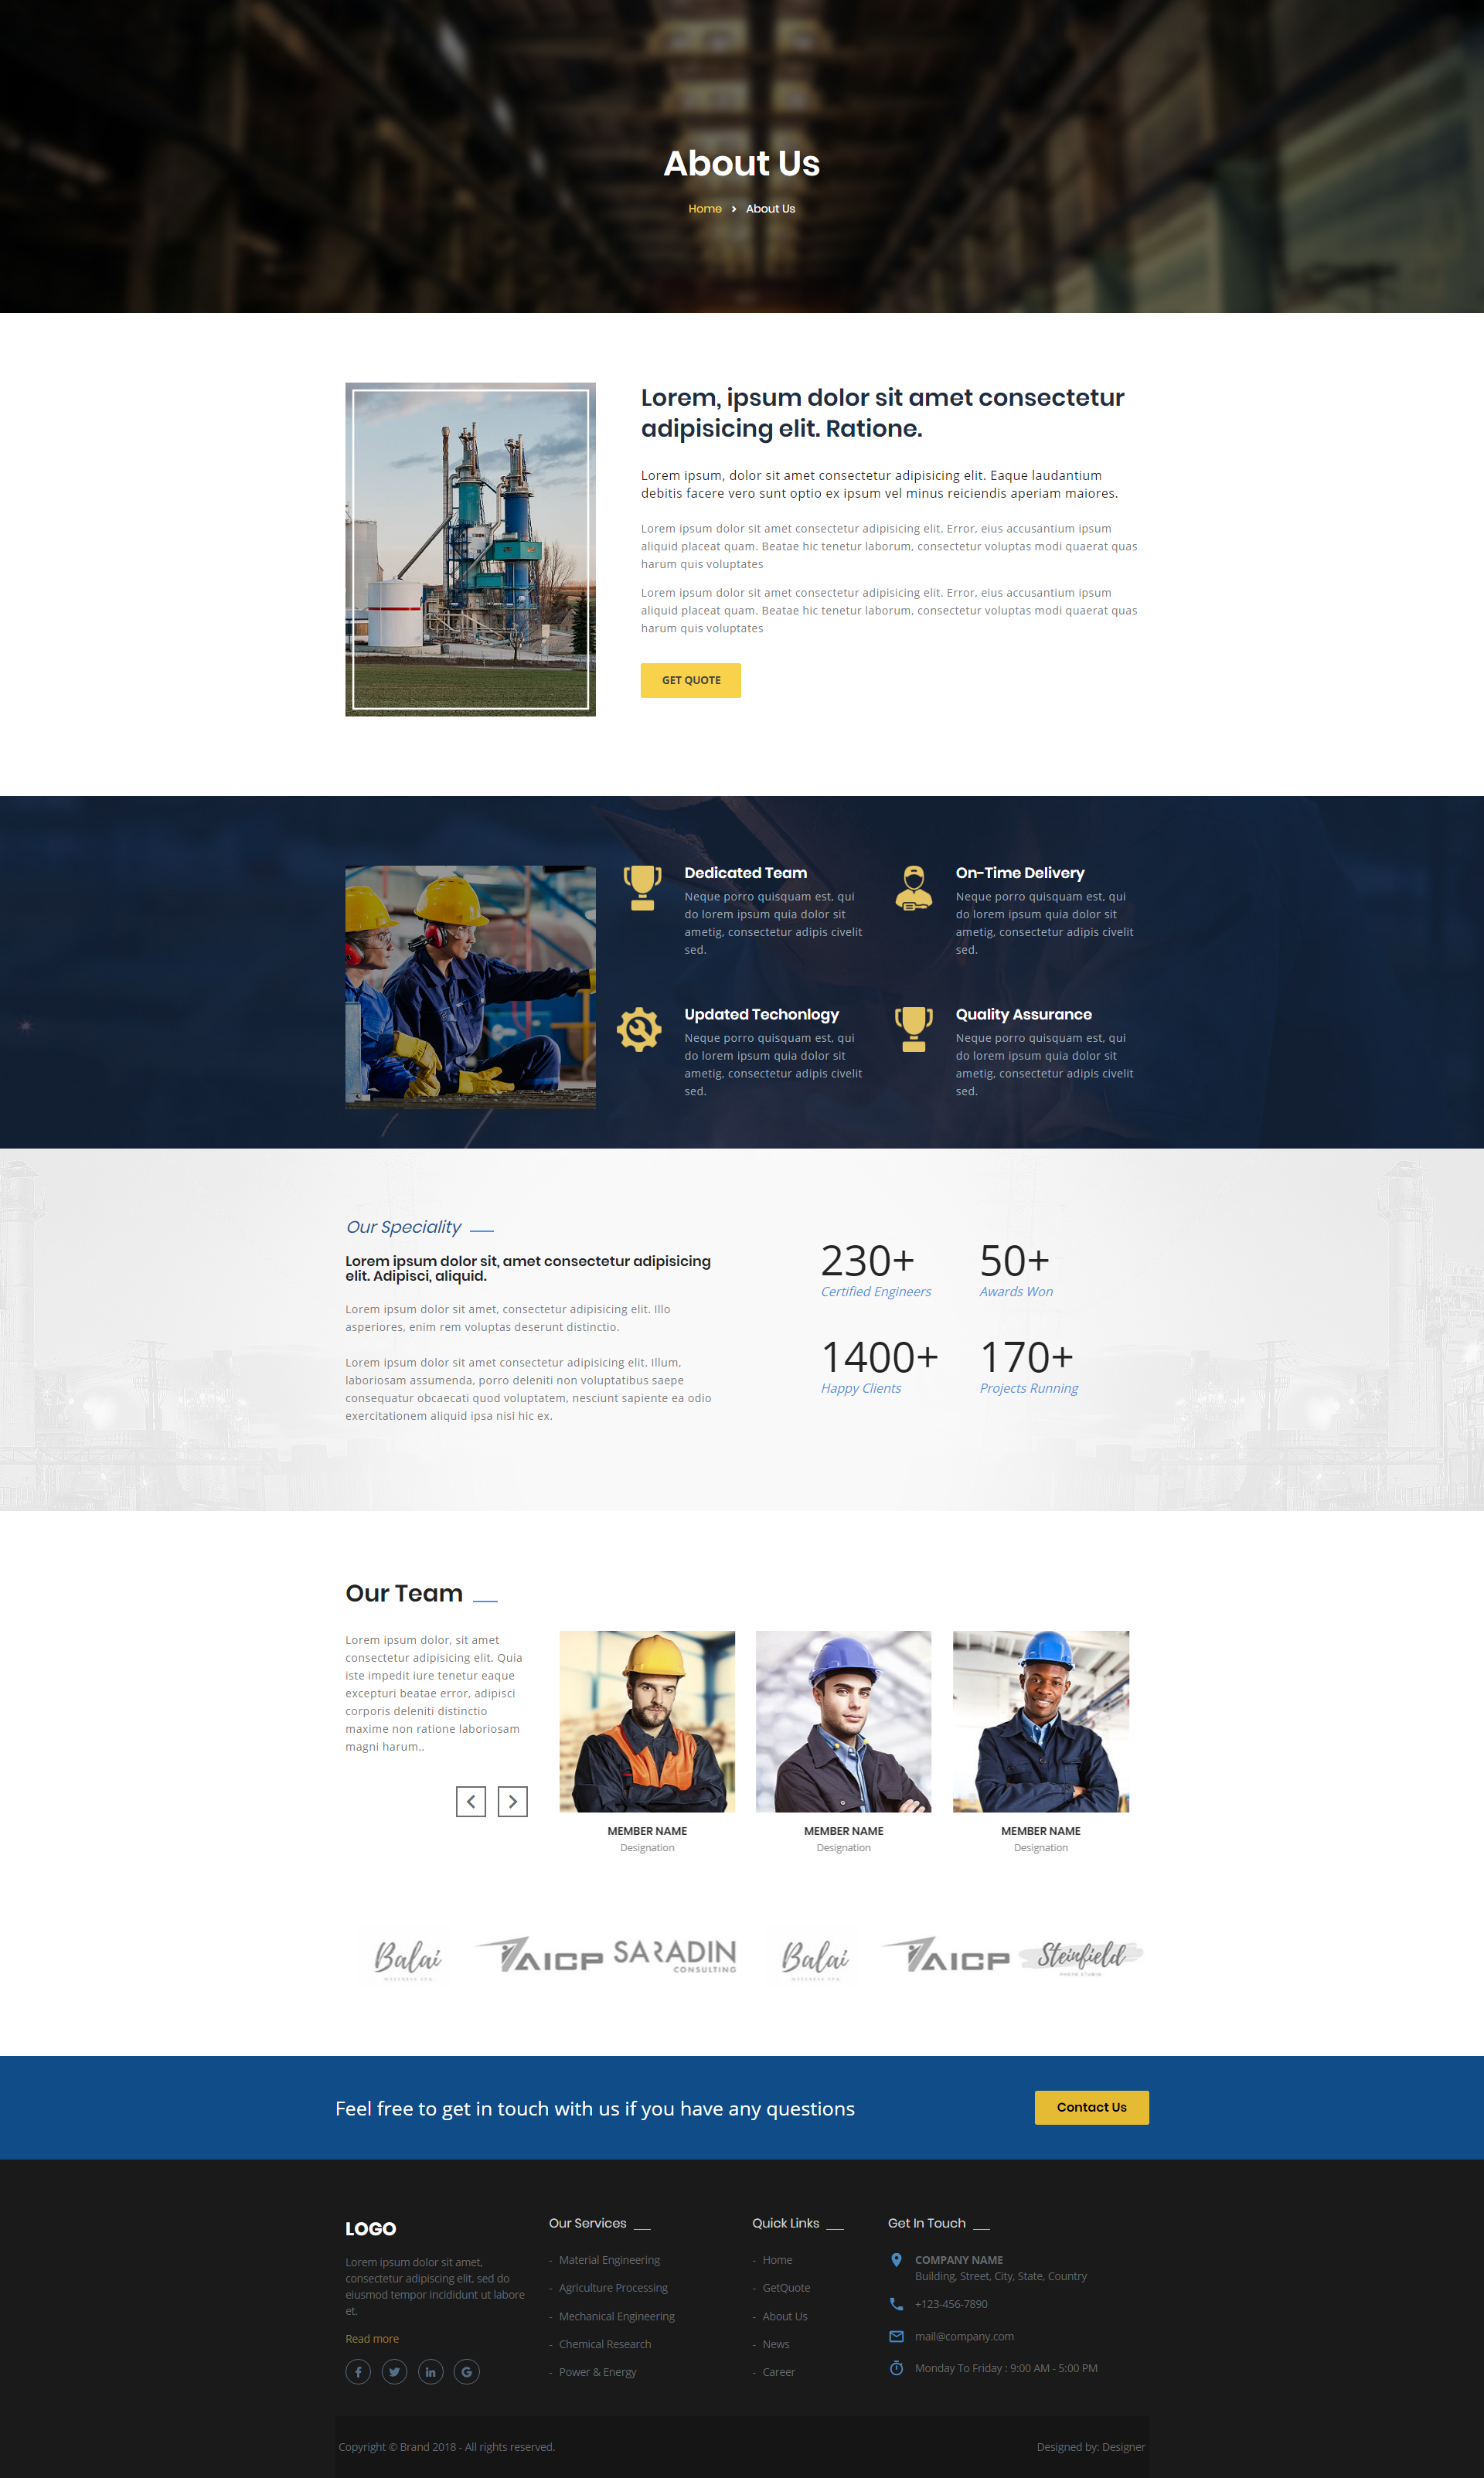 About Us
Home > About Us
Lorem, ipsum dolor sit amet consectetur
adipisicing elit. Ratione.
Lorem ipsum, dolor sit amet consectetur adipisicing elit. Eaque laudantium
debitis facere vero sunt optio ex ipsum vel minus reiciendis aperiam maiores.
Lorem ipsum dolor sit amet consectetur adipisicing elit. Error, eius accusantium ipsum
aliquid placeat quam. Beatae hic tenetur laborum, consectetur voluptas modi quaerat quas
harum quis voluptates
Lorem ipsum dolor sit amet consectetur adipisicing elit. Error, eius accusantium ipsum
aliquid placeat quam. Beatae hic tenetur laborum, consectetur voluptas modi quaerat quas
harum quis voluptates
GET QUOTE
Dedicated Team
Neque porro quisquam est, qui
do lorem ipsum quia dolor sit
ametig, consectetur adipis civelit
sed.
On-Time Delivery
Neque porro quisquam est, qui
do lorem ipsum quia dolor sit
ametig, consectetur adipis civelit
sed.
Updated Techonlogy
Neque porro quisquam est, qui
do lorem ipsum quia dolor sit
ametig, consectetur adipis civelit
sed.
Quality Assurance
Neque porro quisquam est, qui
do lorem ipsum quia dolor sit
ametig, consectetur adipis civelit
sed.
Our Speciality
Lorem ipsum dolor sit, amet consectetur adipisicing
elit. Adipisci, aliquid.
Lorem ipsum dolor sit amet, consectetur adipisicing elit. Illo
asperiores, enim rem voluptas deserunt distinctio.
Lorem ipsum dolor sit amet consectetur adipisicing elit. Illum,
laboriosam assumenda, porro deleniti non voluptatibus saepe
consequatur obcaecati quod voluptatem, nesciunt sapiente ea odio
exercitationem aliquid ipsa nisi hic ex.
230+
Certified Engineers
50+
Awards Won
1400+
Happy Clients
170+
Projects Running
Our Team
Lorem ipsum dolor, sit amet
consectetur adipisicing elit. Quia
iste impedit iure tenetur eaque
excepturi beatae error, adipisci
corporis deleniti distinctio
maxime non ratione laboriosam
magni harum..
MEMBER NAME
Designation
MEMBER NAME
Designation
MEMBER NAME
Designation
Balai
WELLNESS SPA
AICP
SARADIN
CONSULTING
Balai
WELLNESS SPA
AICP
Steinfield
PHOTO STUDIO
Feel free to get in touch with us if you have any questions
Contact Us
LOGO
Lorem ipsum dolor sit amet,
consectetur adipiscing elit, sed do
eiusmod tempor incididunt ut labore
et.
Read more
Our Services
- Material Engineering
- Agriculture Processing
- Mechanical Engineering
- Chemical Research
- Power & Energy
Quick Links
- Home
- GetQuote
- About Us
- News
- Career
Get In Touch
COMPANY NAME
Building, Street, City, State, Country
+123-456-7890
mail@company.com
Monday To Friday : 9:00 AM - 5:00 PM
Copyright © Brand 2018 - All rights reserved.
Designed by: Designer